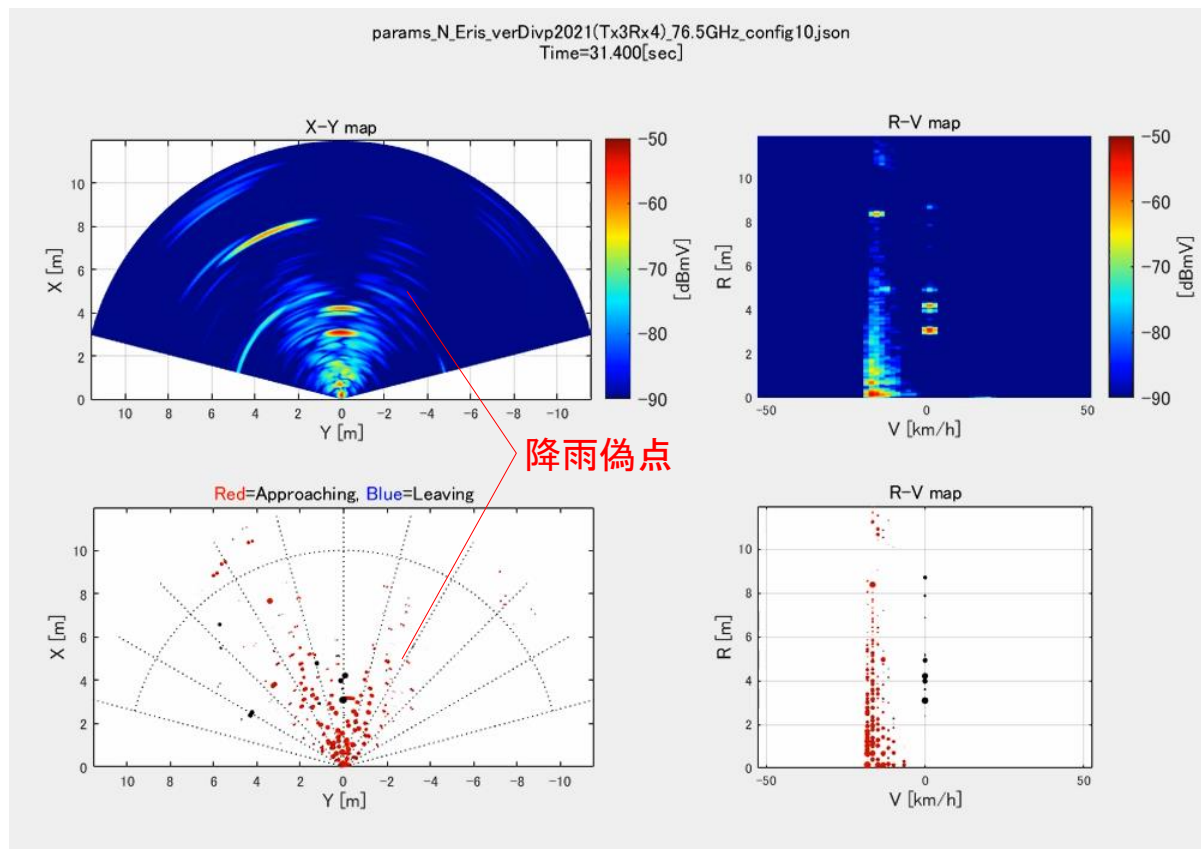 params_N_Eris_verDivp2021(Tx3Rx4)_76.5GHz_config10.json
Time=31.400[sec]
X-Y map
X [m]
10
8
6
4
2
0
10 8 6 4 2 0 -2 -4 -6 -8 -10
Y [m]
-50
-60
-70
-80
-90
[dBmV]
R-V map
R [m]
10
8
6
4
2
0
-50 0 50
V [km/h]
-50
-60
-70
-80
-90
[dBmV]
降雨偽点
Red=Approaching, Blue=Leaving
X [m]
10
8
6
4
2
0
10 8 6 4 2 0 -2 -4 -6 -8 -10
Y [m]
R-V map
R [m]
10
8
6
4
2
0
-50 0 50
V [km/h]